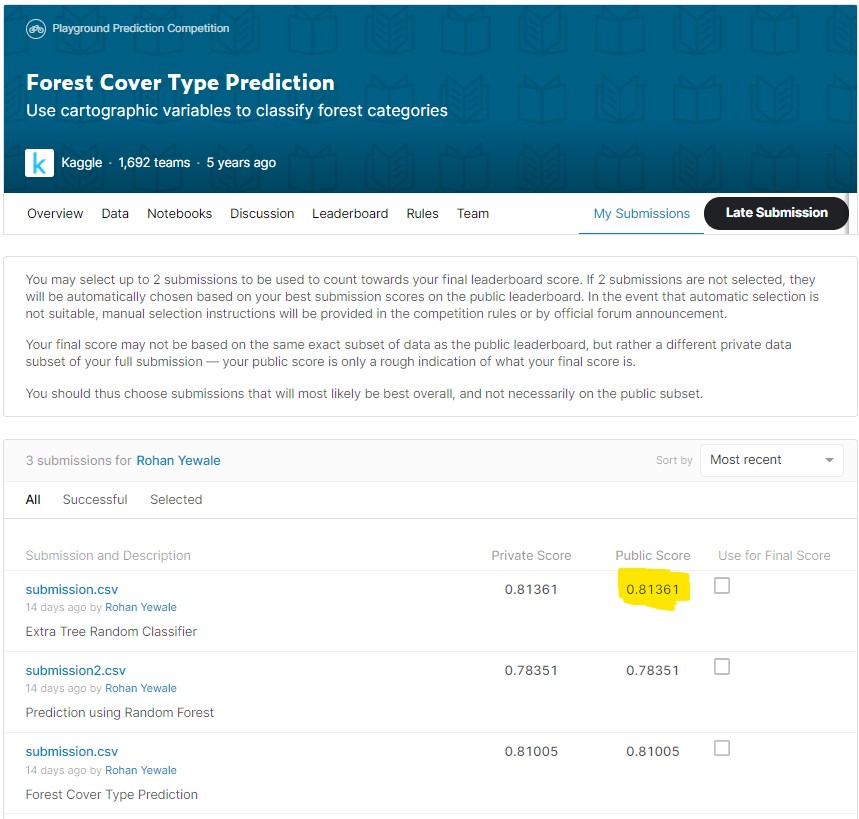 Playground Prediction Competition
Forest Cover Type Prediction
Use cartographic variables to classify forest categories
k
Kaggle · 1,692 teams · 5 years ago
Overview Data Notebooks Discussion Leaderboard Rules Team My Submissions Late Submission
You may select up to 2 submissions to be used to count towards your final leaderboard score. If 2 submissions are not selected, they
will be automatically chosen based on your best submission scores on the public leaderboard. In the event that automatic selection is
not suitable, manual selection instructions will be provided in the competition rules or by official forum announcement.
Your final score may not be based on the same exact subset of data as the public leaderboard, but rather a different private data
subset of your full submission — your public score is only a rough indication of what your final score is.
You should thus choose submissions that will most likely be best overall, and not necessarily on the public subset.
3 submissions for Rohan Yewale Sort by Most recent
All Successful Selected
Submission and Description Private Score Public Score Use for Final Score
submission.csv 0.81361 0.81361
14 days ago by Rohan Yewale
Extra Tree Random Classifier
submission2.csv 0.78351 0.78351
14 days ago by Rohan Yewale
Prediction using Random Forest
submission.csv 0.81005 0.81005
14 days ago by Rohan Yewale
Forest Cover Type Prediction